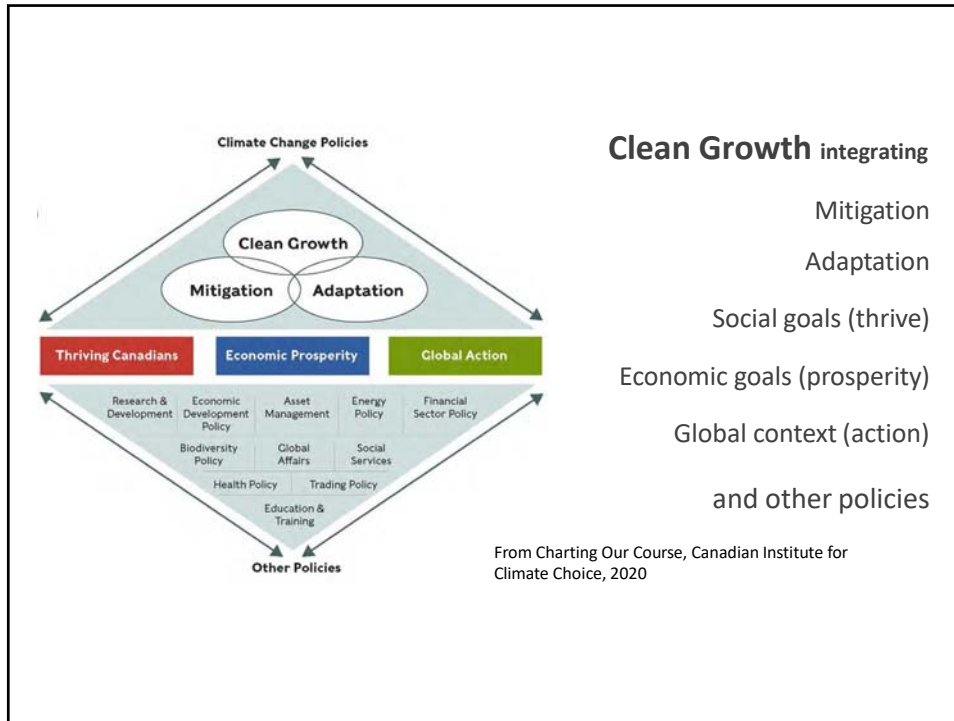 Climate Change Policies
Clean Growth
Mitigation
Adaptation
Thriving Canadians
Economic Prosperity
Global Action
Research &
Development
Economic
Development
Policy
Asset
Management
Energy
Policy
Financial
Sector Policy
Biodiversity
Policy
Global
Affairs
Social
Services
Health Policy
Trading Policy
Education &
Training
Other Policies
Clean Growth integrating
Mitigation
Adaptation
Social goals (thrive)
Economic goals (prosperity)
Global context (action)
and other policies
From Charting Our Course, Canadian Institute for
Climate Choice, 2020